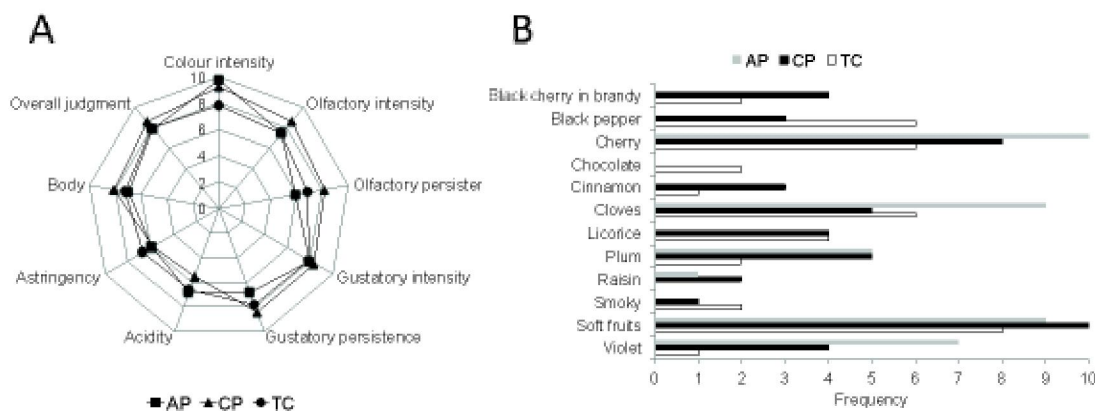 A
Colour intensity
10
8
6
4
2
0
Overall judgment
Olfactory intensity
Body
Olfactory persister
Astringency
Gustatory intensity
Acidity
Gustatory persistence
AP CP TC
B
AP CP TC
Black cherry in brandy
Black pepper
Cherry
Chocolate
Cinnamon
Cloves
Licorice
Plum
Raisin
Smoky
Soft fruits
Violet
0 1 2 3 4 5 6 7 8 9 10
Frequency